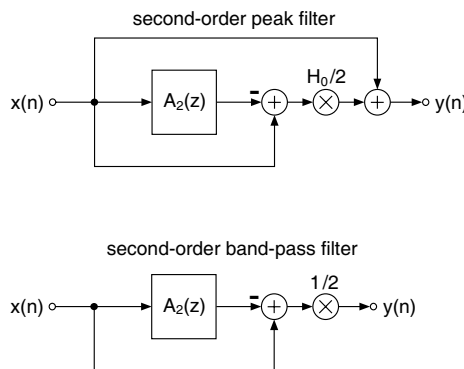 second-order peak filter
H₀/2
x(n) A₂(z) − + × + y(n)
second-order band-pass filter
1/2
x(n) A₂(z) − + × y(n)